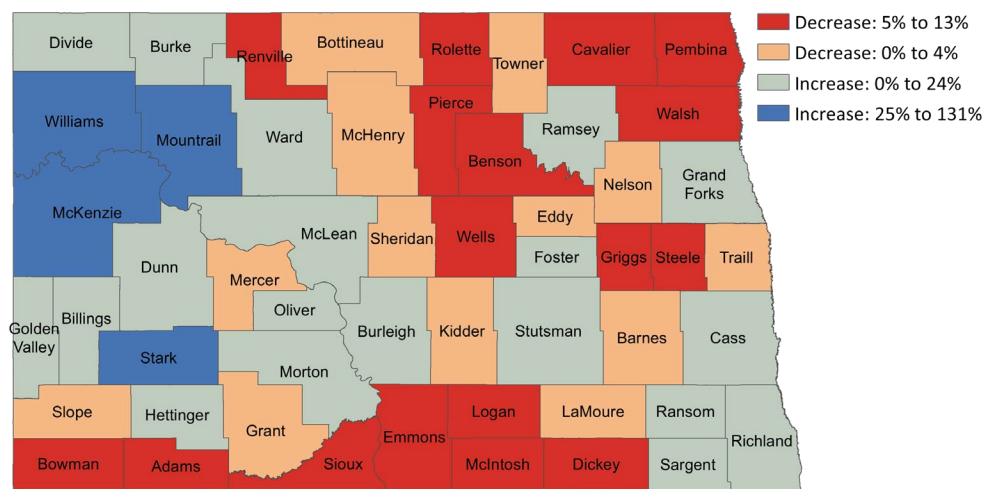 Divide
Burke
Renville
Bottineau
Rolette
Towner
Cavalier
Pembina
Decrease: 5% to 13%
Decrease: 0% to 4%
Increase: 0% to 24%
Increase: 25% to 131%
Williams
Mountrail
Ward
McHenry
Pierce
Benson
Ramsey
Walsh
Nelson
Grand
Forks
McKenzie
McLean
Sheridan
Wells
Eddy
Foster
Griggs
Steele
Traill
Dunn
Mercer
Oliver
Golden
Valley
Billings
Stark
Morton
Burleigh
Kidder
Stutsman
Barnes
Cass
Slope
Hettinger
Grant
Emmons
Logan
LaMoure
Ransom
Richland
Bowman
Adams
Sioux
McIntosh
Dickey
Sargent